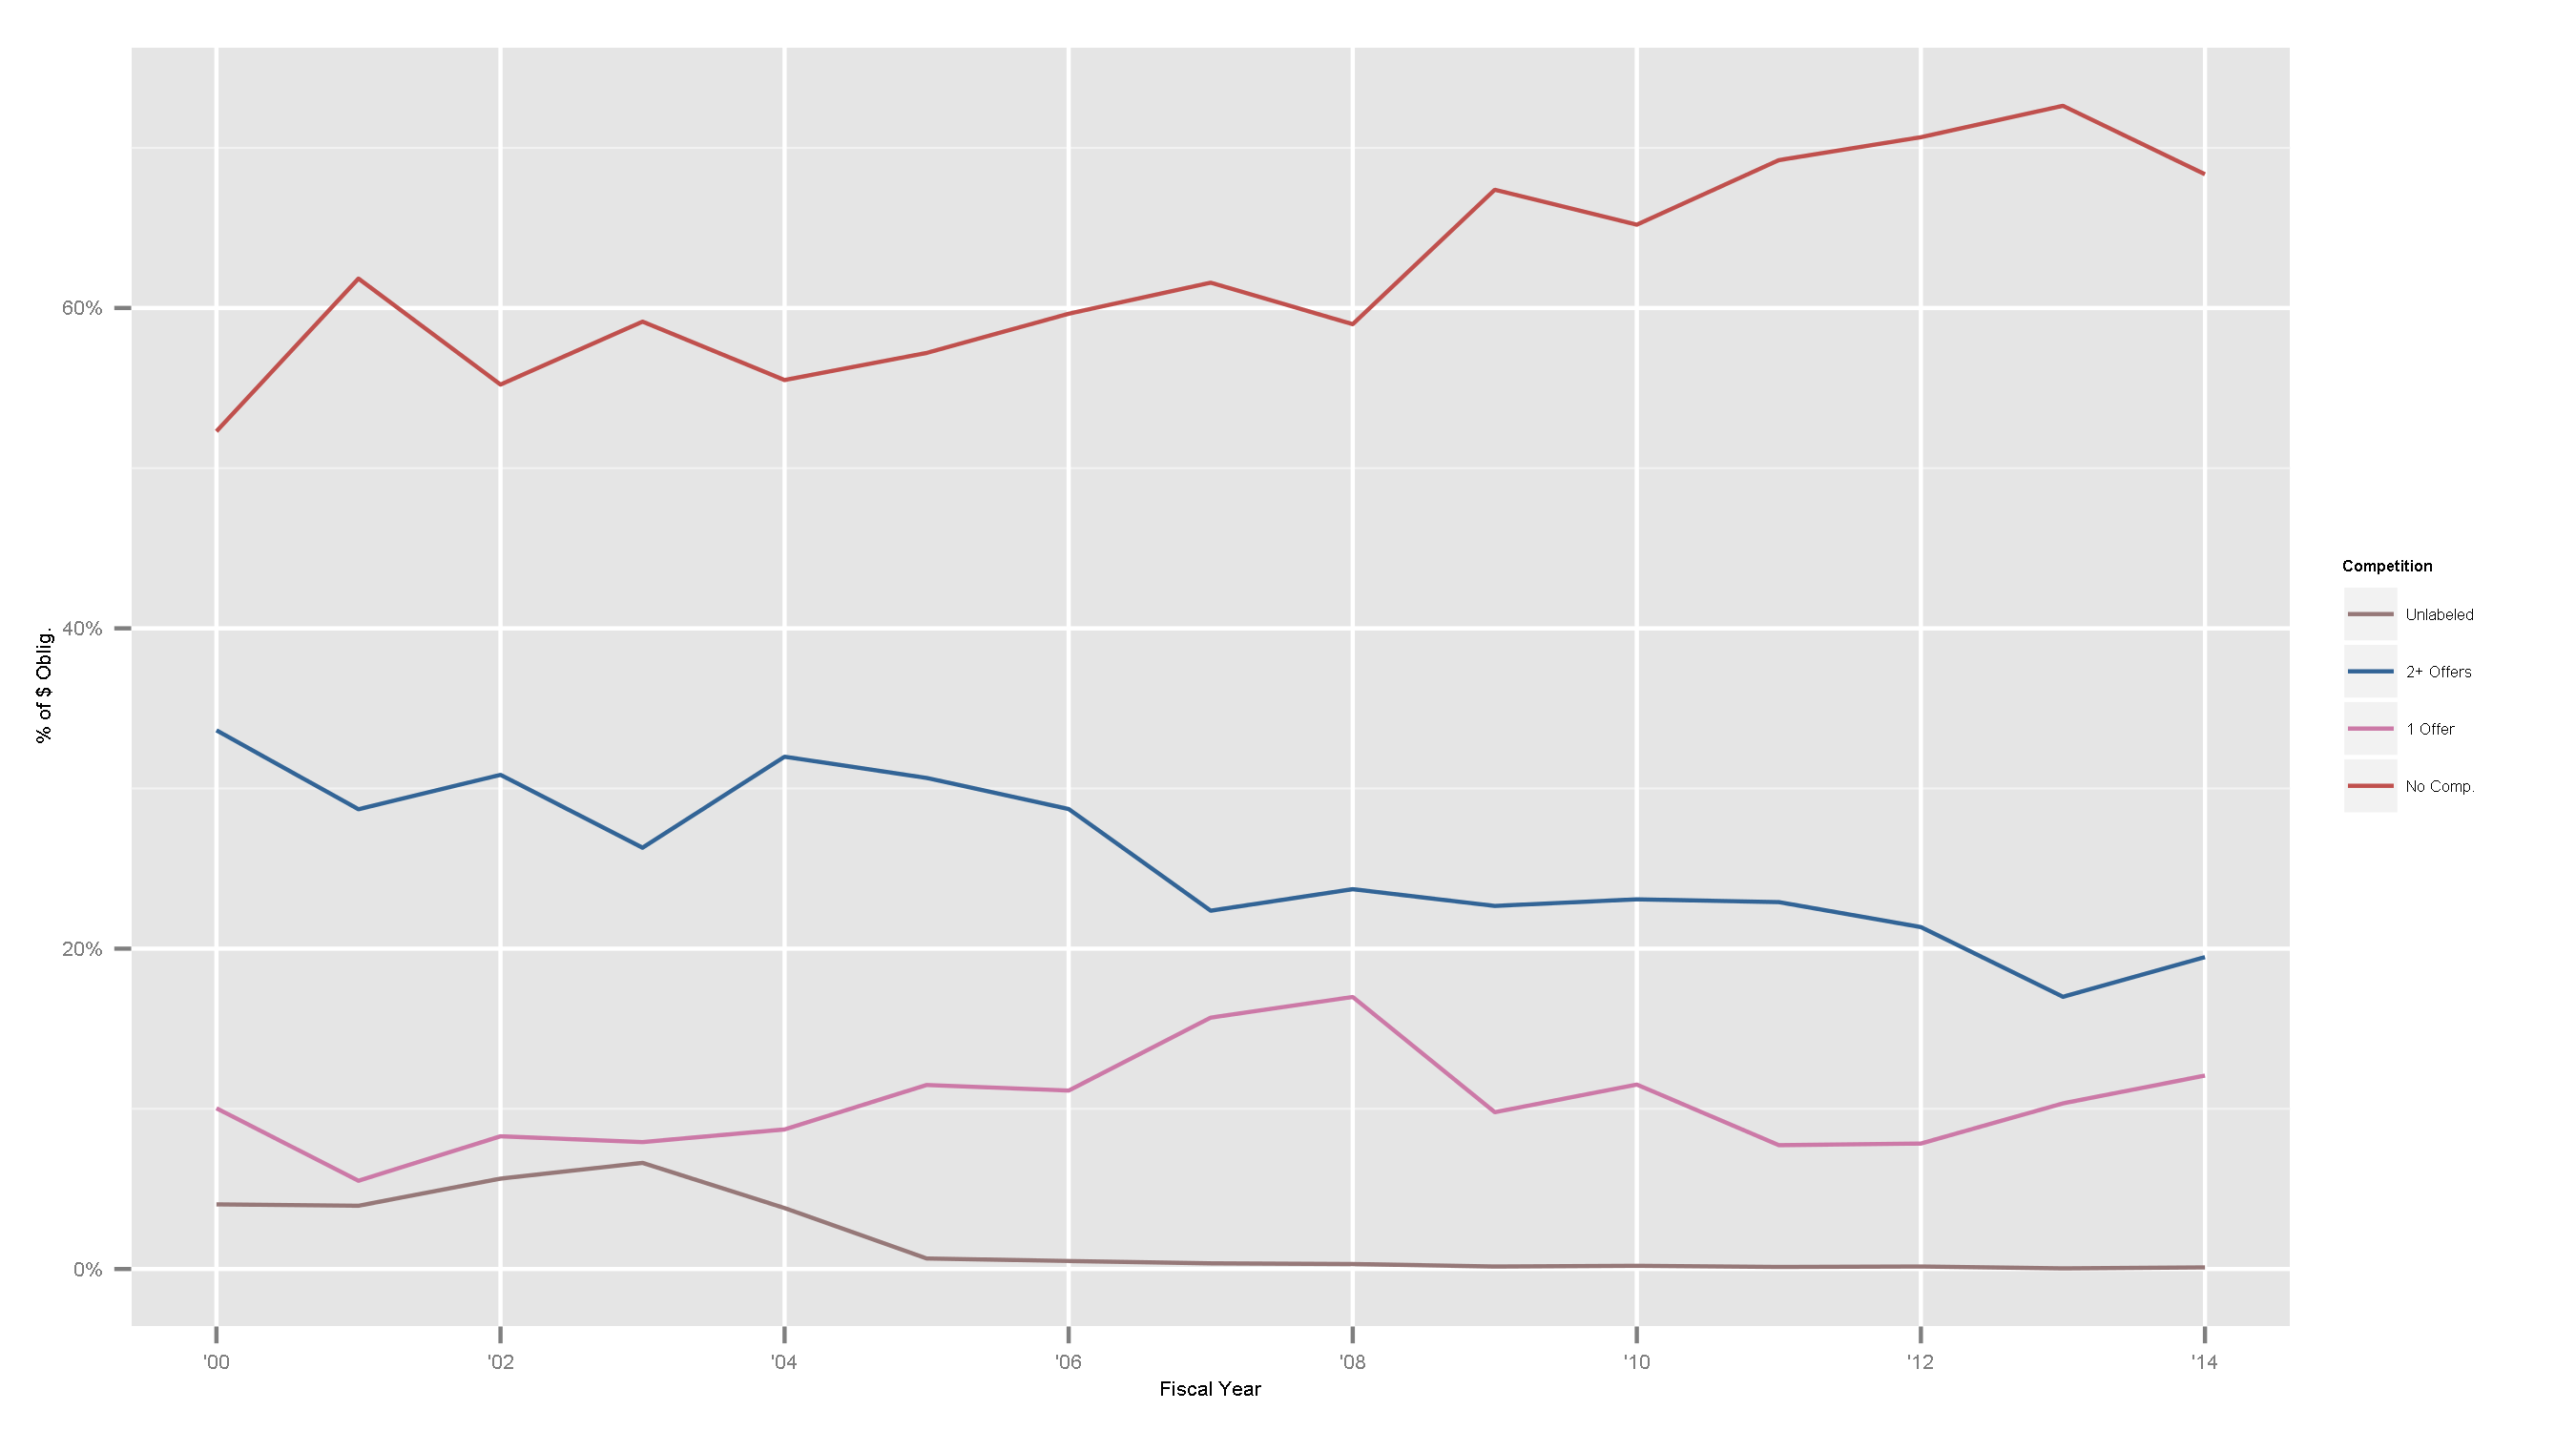 60%
40%
20%
0%
% of $ Oblig.
'00 '02 '04 '06 '08 '10 '12 '14
Fiscal Year
Competition
Unlabeled
2+ Offers
1 Offer
No Comp.